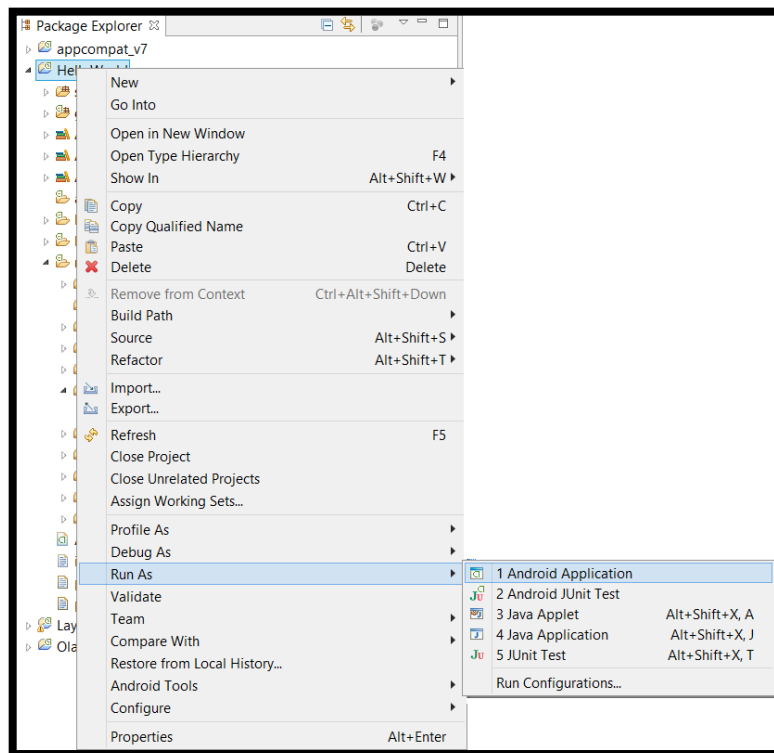 Package Explorer
appcompat_v7
New
Go Into
Open in New Window
Open Type Hierarchy F4
Show In Alt+Shift+W
Copy Ctrl+C
Copy Qualified Name
Paste Ctrl+V
Delete Delete
Remove from Context Ctrl+Alt+Shift+Down
Build Path
Source Alt+Shift+S
Refactor Alt+Shift+T
Import...
Export...
Refresh F5
Close Project
Close Unrelated Projects
Assign Working Sets...
Profile As
Debug As
Run As
1 Android Application
2 Android JUnit Test
3 Java Applet Alt+Shift+X, A
4 Java Application Alt+Shift+X, J
5 JUnit Test Alt+Shift+X, T
Run Configurations...
Validate
Team
Lay
Compare With
Ola
Restore from Local History...
Android Tools
Configure
Properties Alt+Enter